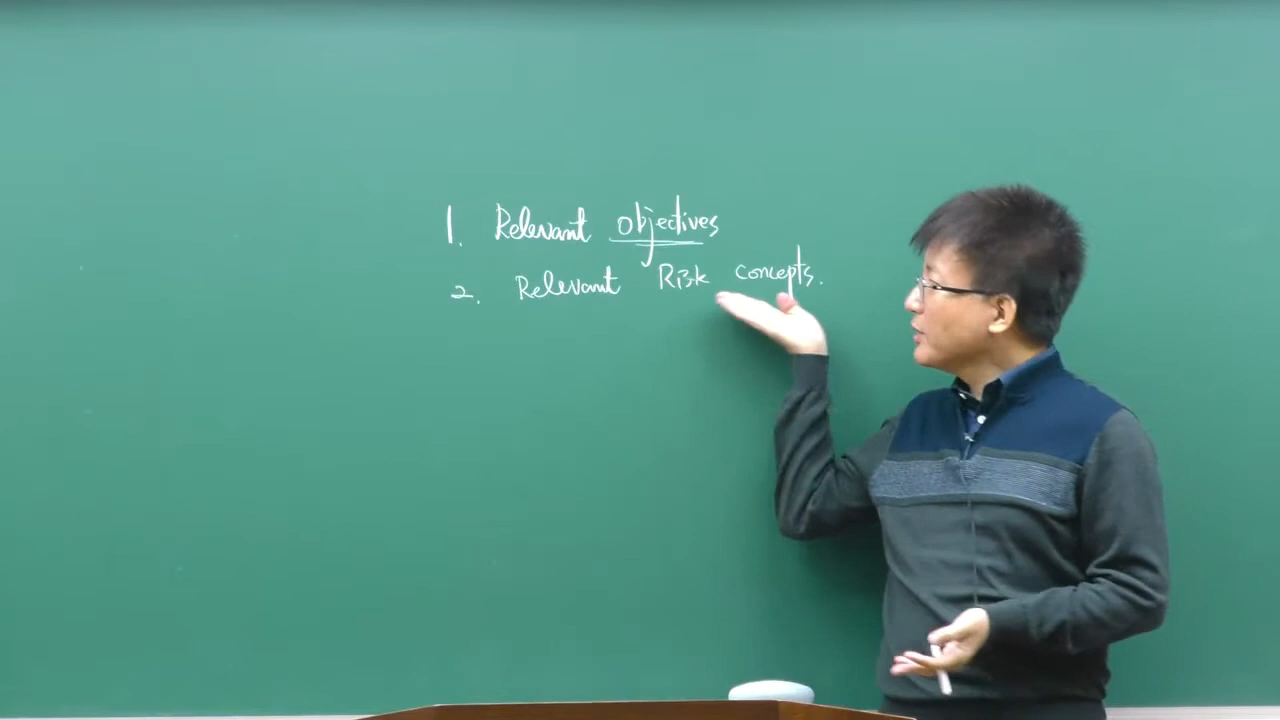 1. Relevant objectives
2. Relevant Risk concepts.